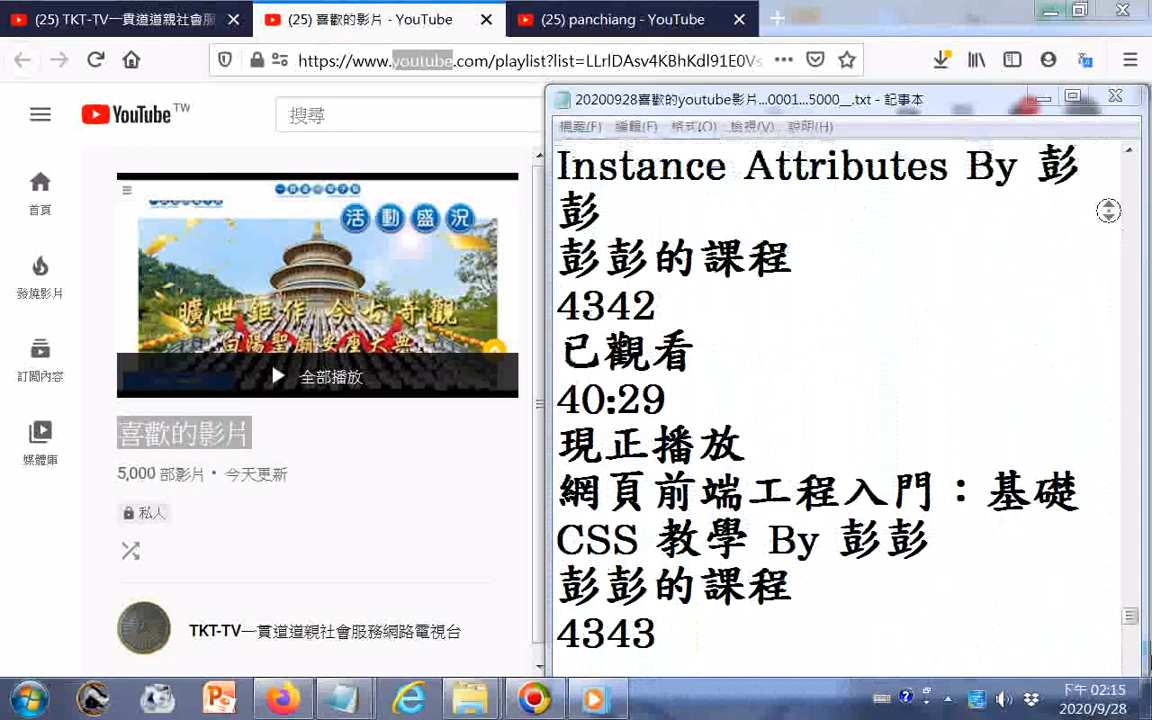 (25) TKT-TV一貫道道親社會服
(25) 喜歡的影片 - YouTube
(25) panchiang - YouTube
https://www.youtube.com/playlist?list=LLrlDAsv4KBhKdl91E0Vs
YouTube TW
搜尋
首頁
發燒影片
訂閱內容
媒體庫
活動盛況
曠世鉅作 今古奇觀
白陽聖廟安座大典
全部播放
喜歡的影片
5,000 部影片 • 今天更新
私人
TKT-TV一貫道道親社會服務網路電視台
20200928喜歡的youtube影片...0001...5000__.txt - 記事本
檔案(F) 編輯(E) 格式(O) 檢視(V) 說明(H)
Instance Attributes By 彭
彭
彭彭的課程
4342
已觀看
40:29
現正播放
網頁前端工程入門：基礎
CSS 教學 By 彭彭
彭彭的課程
4343
下午 02:15
2020/9/28